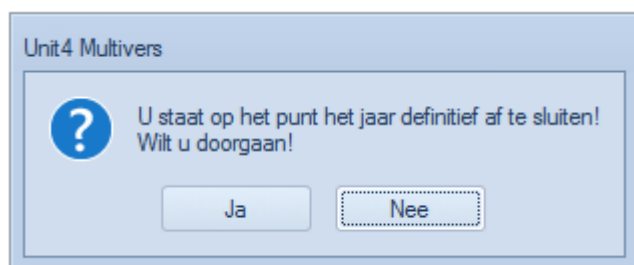 Unit4 Multivers
U staat op het punt het jaar definitief af te sluiten!
Wilt u doorgaan!
Ja
Nee